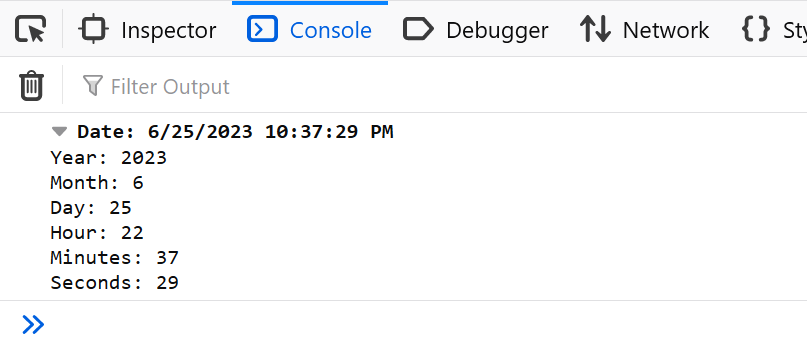 Inspector Console Debugger Network Sty
Filter Output
Date: 6/25/2023 10:37:29 PM
Year: 2023
Month: 6
Day: 25
Hour: 22
Minutes: 37
Seconds: 29